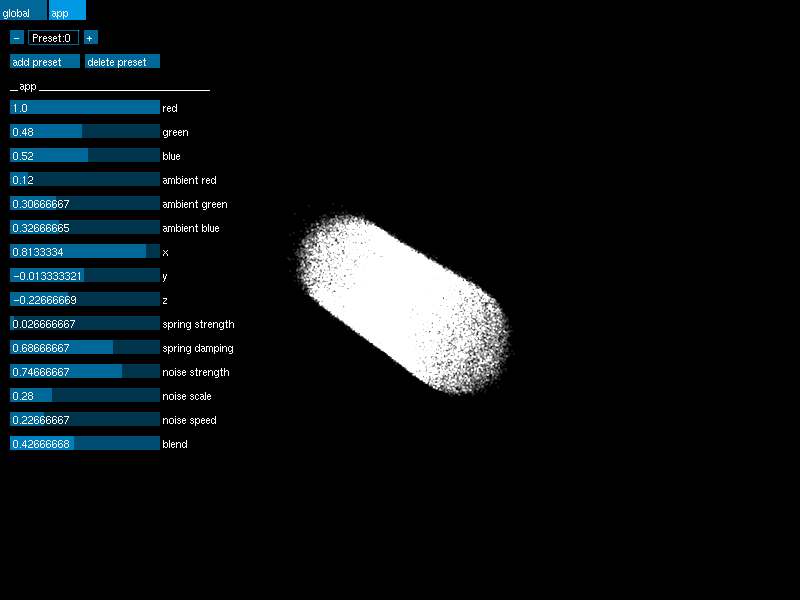 global app
- Preset:0 +
add preset delete preset
app
1.0 red
0.48 green
0.52 blue
0.12 ambient red
0.30666667 ambient green
0.32666665 ambient blue
0.8133334 x
-0.013333321 y
-0.22666669 z
0.026666667 spring strength
0.68666667 spring damping
0.74666667 noise strength
0.28 noise scale
0.22666667 noise speed
0.42666668 blend